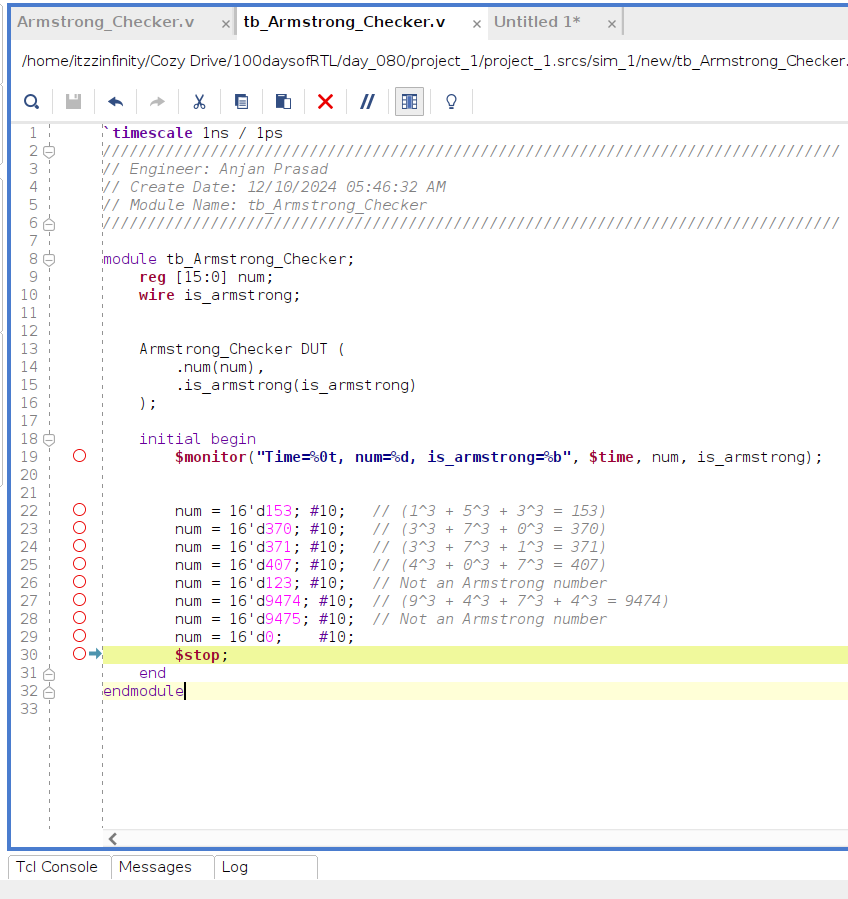 Armstrong_Checker.v × tb_Armstrong_Checker.v × Untitled 1* ×
/home/itzzinfinity/Cozy Drive/100daysofRTL/day_080/project_1/project_1.srcs/sim_1/new/tb_Armstrong_Checker.
1 `timescale 1ns / 1ps
2 //////////////////////////////////////////////////////////////////////////////////
3 // Engineer: Anjan Prasad
4 // Create Date: 12/10/2024 05:46:32 AM
5 // Module Name: tb_Armstrong_Checker
6 //////////////////////////////////////////////////////////////////////////////////
7
8 module tb_Armstrong_Checker;
9 reg [15:0] num;
10 wire is_armstrong;
11
12
13 Armstrong_Checker DUT (
14 .num(num),
15 .is_armstrong(is_armstrong)
16 );
17
18 initial begin
19 $monitor("Time=%0t, num=%d, is_armstrong=%b", $time, num, is_armstrong);
20
21
22 num = 16'd153; #10; // (1^3 + 5^3 + 3^3 = 153)
23 num = 16'd370; #10; // (3^3 + 7^3 + 0^3 = 370)
24 num = 16'd371; #10; // (3^3 + 7^3 + 1^3 = 371)
25 num = 16'd407; #10; // (4^3 + 0^3 + 7^3 = 407)
26 num = 16'd123; #10; // Not an Armstrong number
27 num = 16'd9474; #10; // (9^3 + 4^3 + 7^3 + 4^3 = 9474)
28 num = 16'd9475; #10; // Not an Armstrong number
29 num = 16'd0; #10;
30 $stop;
31 end
32 endmodule
33
Tcl Console Messages Log